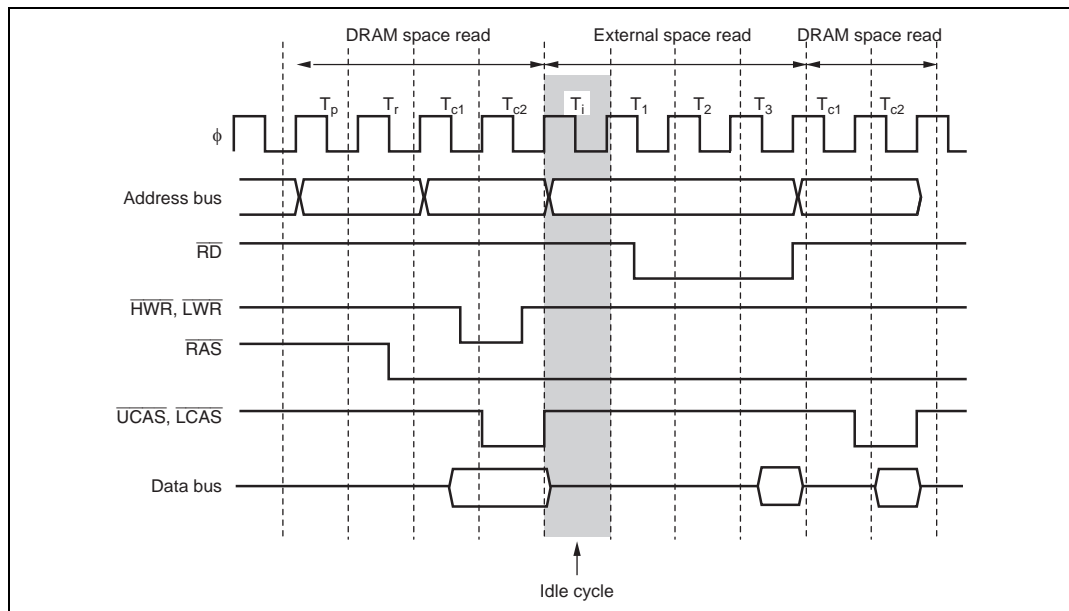 DRAM space read External space read DRAM space read
Tp Tr Tc1 Tc2 Ti T1 T2 T3 Tc1 Tc2
ϕ
Address bus
RD
HWR, LWR
RAS
UCAS, LCAS
Data bus
Idle cycle